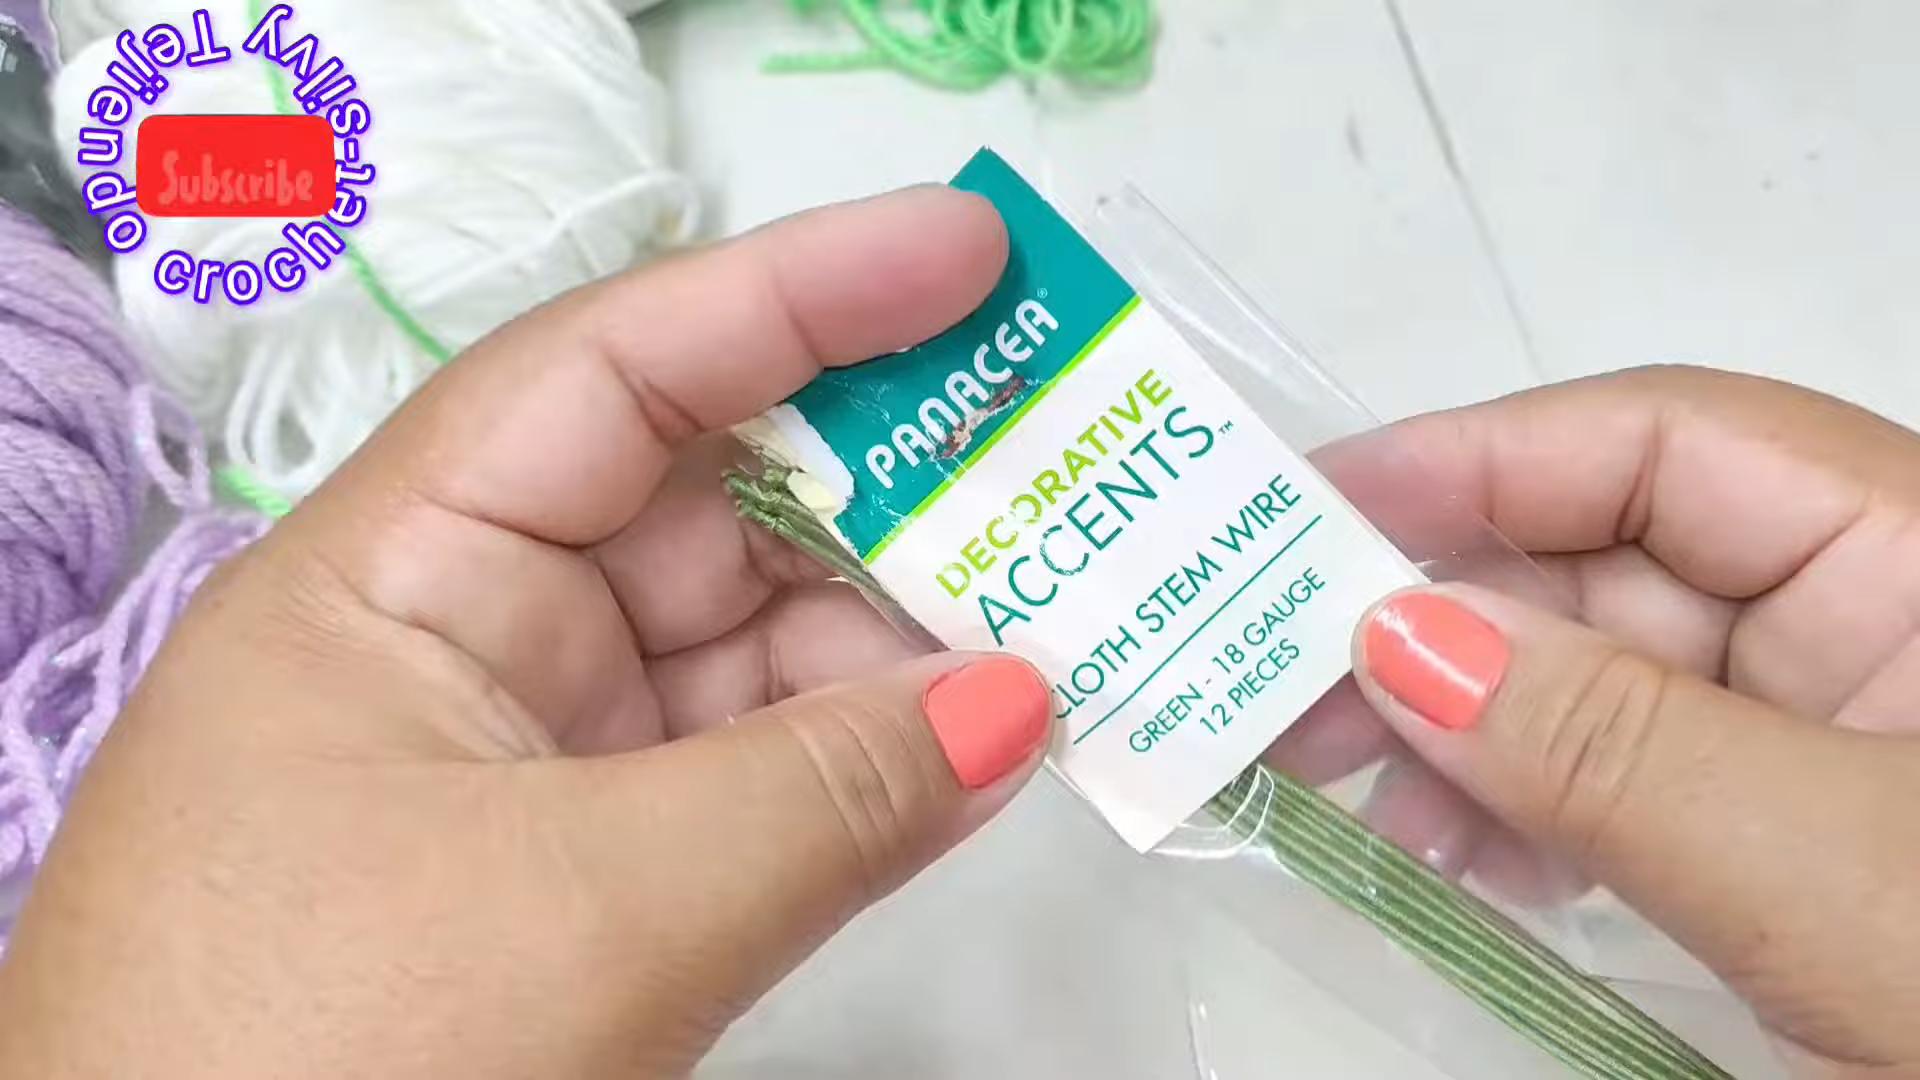 Silvy Tejiendo crochet-
Subscribe
PANACEA®
DECORATIVE
ACCENTS™
CLOTH STEM WIRE
GREEN - 18 GAUGE
12 PIECES